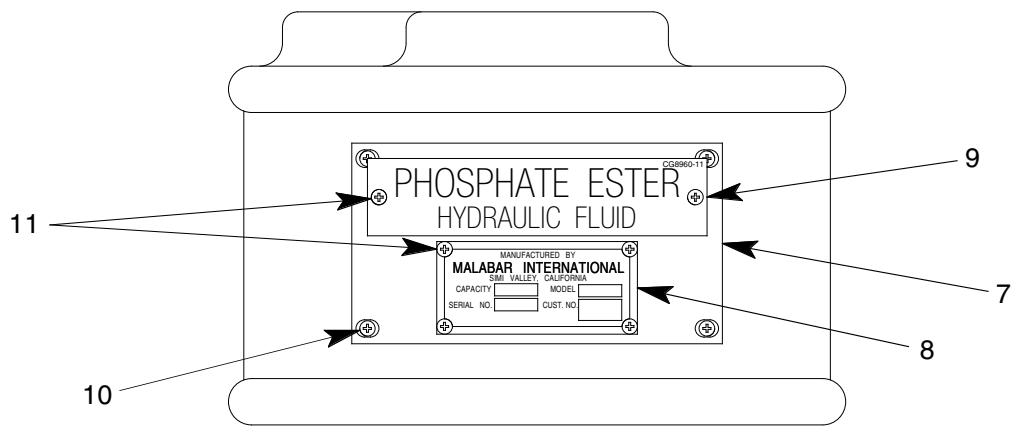 CG8960-11
PHOSPHATE ESTER
HYDRAULIC FLUID
MANUFACTURED BY
MALABAR INTERNATIONAL
SIMI VALLEY, CALIFORNIA
CAPACITY MODEL
SERIAL NO. CUST. NO.
9
11
7
8
10